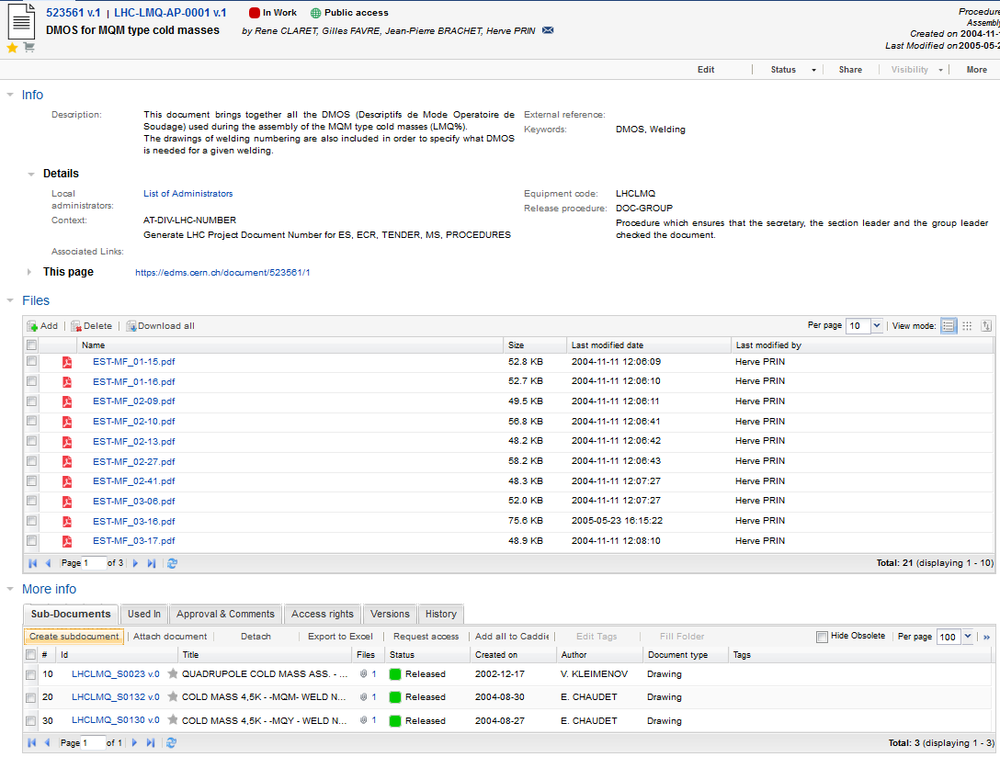 523561 v.1 | LHC-LMQ-AP-0001 v.1 In Work Public access Procedure
DMOS for MQM type cold masses by Rene CLARET, Gilles FAVRE, Jean-Pierre BRACHET, Herve PRIN Assembly
Created on 2004-11-
Last Modified on 2005-05-2
Edit Status Share Visibility More
Info
Description: This document brings together all the DMOS (Descriptifs de Mode Operatoire de
Soudage) used during the assembly of the MQM type cold masses (LMQ%).
The drawings of welding numbering are also included in order to specify what DMOS
is needed for a given welding.
External reference:
Keywords: DMOS, Welding
Details
Local
administrators: List of Administrators
Context: AT-DIV-LHC-NUMBER
Generate LHC Project Document Number for ES, ECR, TENDER, MS, PROCEDURES
Associated Links:
Equipment code: LHCLMQ
Release procedure: DOC-GROUP
Procedure which ensures that the secretary, the section leader and the group leader
checked the document.
This page https://edms.cern.ch/document/523561/1
Files
Add | Delete | Download all Per page 10 | View mode:
Name Size Last modified date Last modified by
EST-MF_01-15.pdf 52.8 KB 2004-11-11 12:06:09 Herve PRIN
EST-MF_01-16.pdf 52.7 KB 2004-11-11 12:06:10 Herve PRIN
EST-MF_02-09.pdf 49.5 KB 2004-11-11 12:06:11 Herve PRIN
EST-MF_02-10.pdf 56.8 KB 2004-11-11 12:06:41 Herve PRIN
EST-MF_02-13.pdf 48.2 KB 2004-11-11 12:06:42 Herve PRIN
EST-MF_02-27.pdf 58.2 KB 2004-11-11 12:06:43 Herve PRIN
EST-MF_02-41.pdf 48.3 KB 2004-11-11 12:07:27 Herve PRIN
EST-MF_03-06.pdf 52.0 KB 2004-11-11 12:07:27 Herve PRIN
EST-MF_03-16.pdf 75.6 KB 2005-05-23 16:15:22 Herve PRIN
EST-MF_03-17.pdf 48.9 KB 2004-11-11 12:08:10 Herve PRIN
Page 1 of 3 Total: 21 (displaying 1 - 10)
More info
Sub-Documents Used In Approval & Comments Access rights Versions History
Create subdocument | Attach document | Detach | Export to Excel | Request access | Add all to Caddie | Edit Tags | Fill Folder Hide Obsolete | Per page 100 | »
# Id Title Files Status Created on Author Document type Tags
10 LHCLMQ_S0023 v.0 QUADRUPOLE COLD MASS ASS. - ... 1 Released 2002-12-17 V. KLEIMENOV Drawing
20 LHCLMQ_S0132 v.0 COLD MASS 4,5K - -MQM- WELD N... 1 Released 2004-08-30 E. CHAUDET Drawing
30 LHCLMQ_S0130 v.0 COLD MASS 4,5K - -MQY - WELD N... 1 Released 2004-08-27 E. CHAUDET Drawing
Page 1 of 1 Total: 3 (displaying 1 - 3)